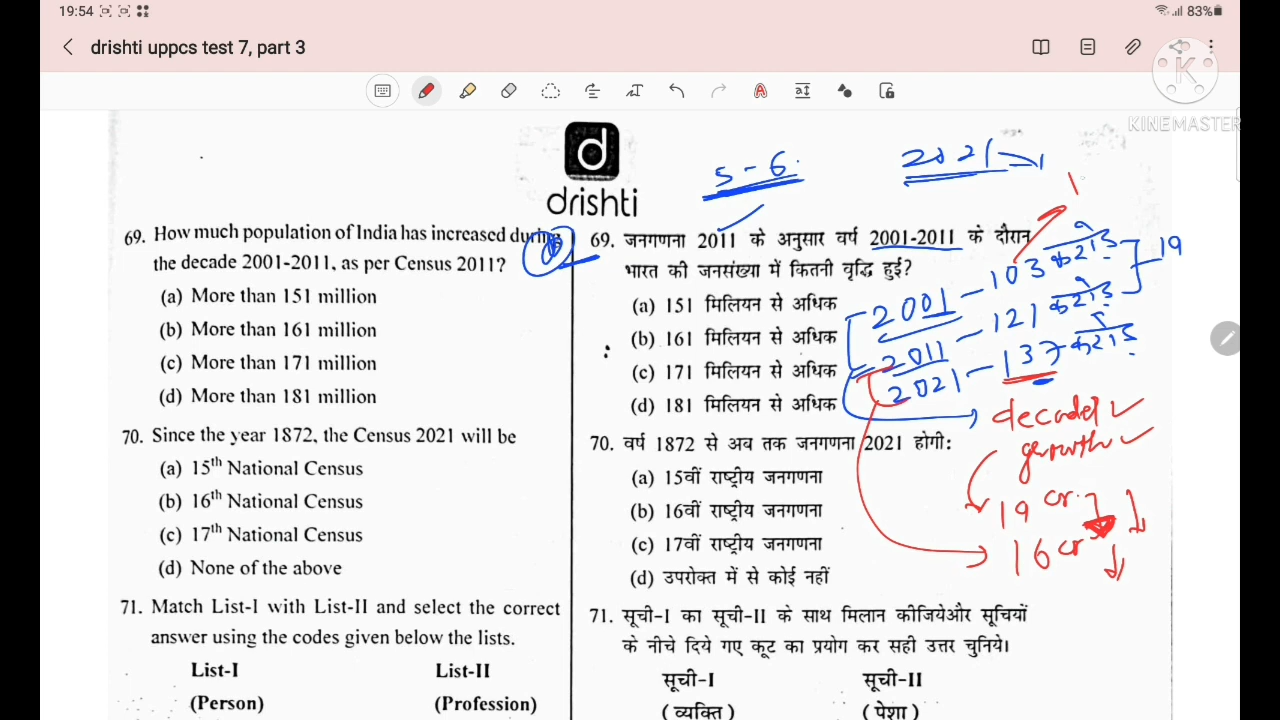 19:54
83%
drishti uppcs test 7, part 3
K
KINEMASTER
d
drishti
5-6.
2021
69. How much population of India has increased during
the decade 2001-2011, as per Census 2011?
(a) More than 151 million
(b) More than 161 million
(c) More than 171 million
(d) More than 181 million
70. Since the year 1872, the Census 2021 will be
(a) 15th National Census
(b) 16th National Census
(c) 17th National Census
(d) None of the above
71. Match List-I with List-II and select the correct
answer using the codes given below the lists.
List-I List-II
(Person) (Profession)
69. जनगणना 2011 के अनुसार वर्ष 2001-2011 के दौरान
भारत की जनसंख्या में कितनी वृद्धि हुई?
(a) 151 मिलियन से अधिक
(b) 161 मिलियन से अधिक
(c) 171 मिलियन से अधिक
(d) 181 मिलियन से अधिक
70. वर्ष 1872 से अब तक जनगणना 2021 होगी:
(a) 15वीं राष्ट्रीय जनगणना
(b) 16वीं राष्ट्रीय जनगणना
(c) 17वीं राष्ट्रीय जनगणना
(d) उपरोक्त में से कोई नहीं
71. सूची-I का सूची-II के साथ मिलान कीजियेऔर सूचियों
के नीचे दिये गए कूट का प्रयोग कर सही उत्तर चुनिये।
सूची-I सूची-II
(व्यक्ति) (पेशा)
2001 - 103 करोड़
19
2011 - 121 करोड़
2021 - 137 करोड़
decadel
growth
19 cr.
16 cr